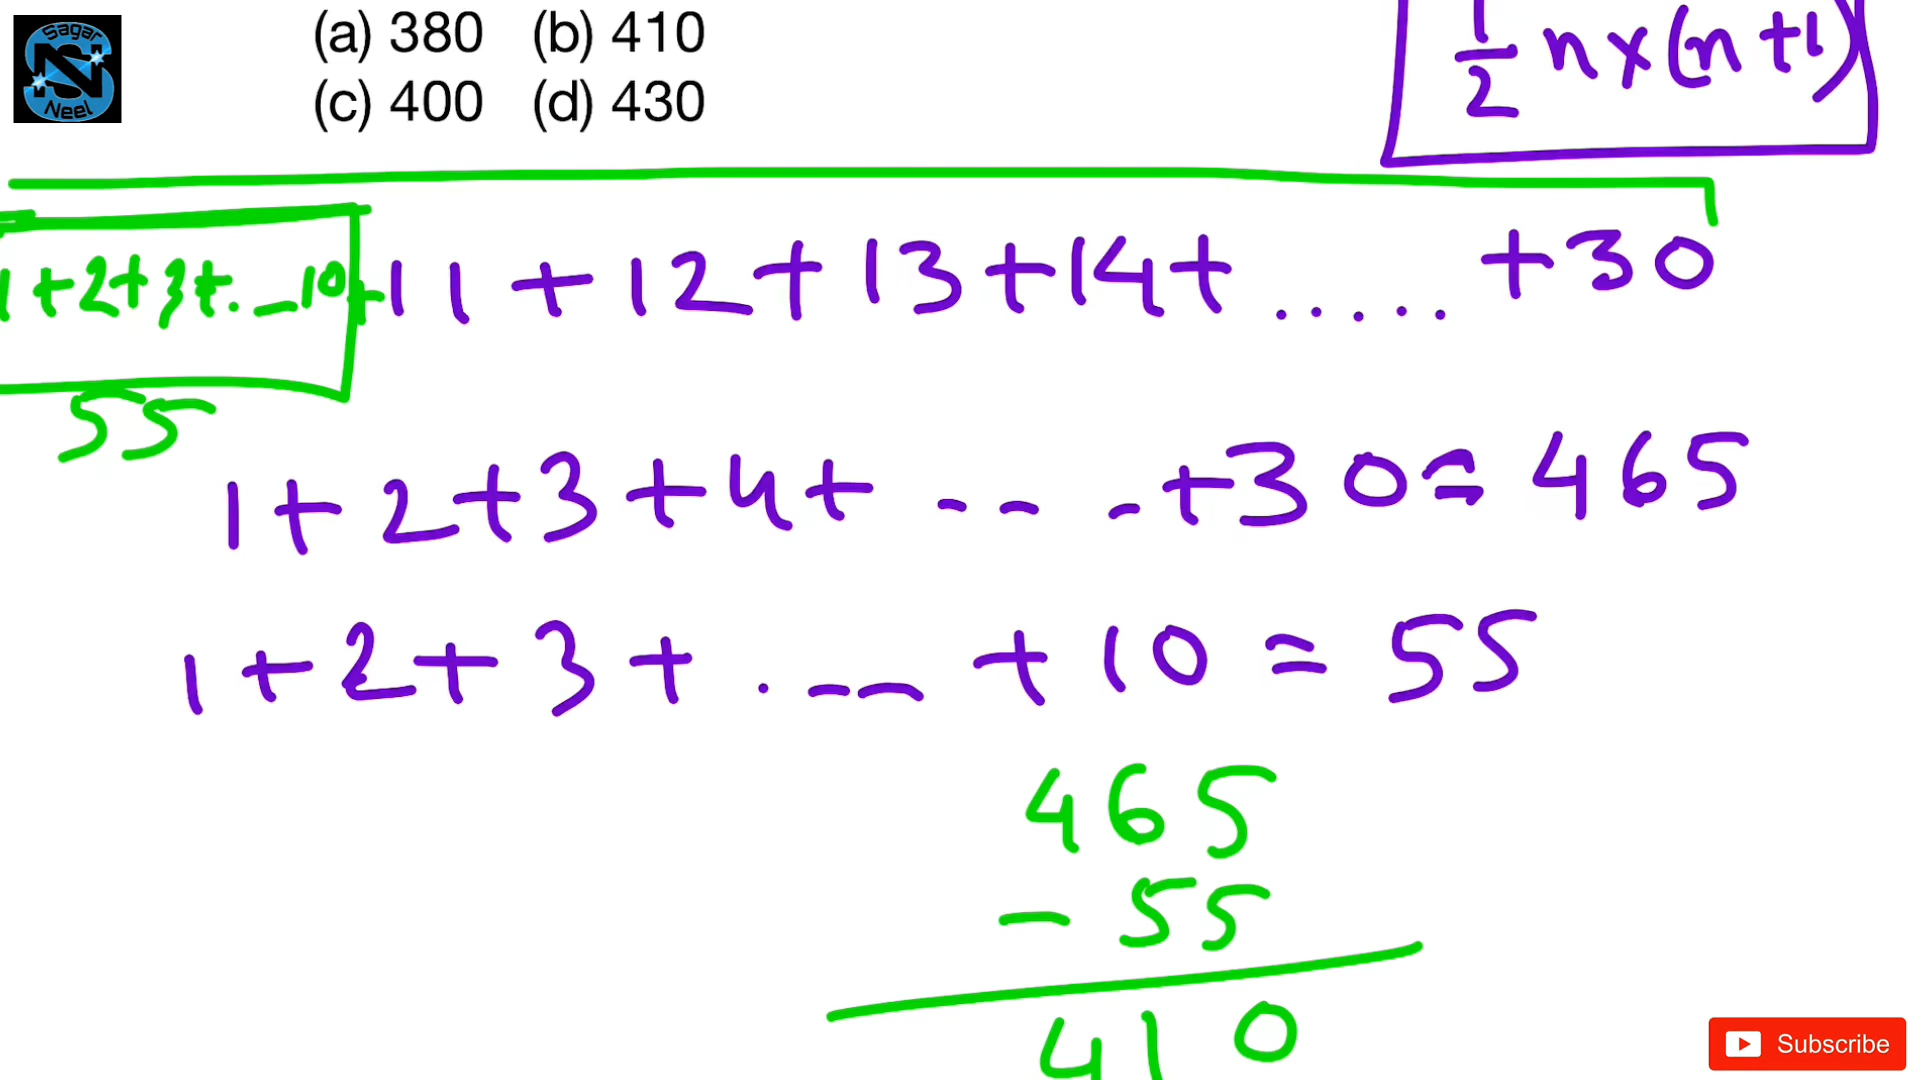 Sagar
Neel
(a) 380 (b) 410
(c) 400 (d) 430
1/2 n×(n+1)
1+2+3+.__10+11+12+13+14+.....+30
55
1+2+3+4+--.-+30=465
1+2+3+.--+10=55
465
-55
410
Subscribe